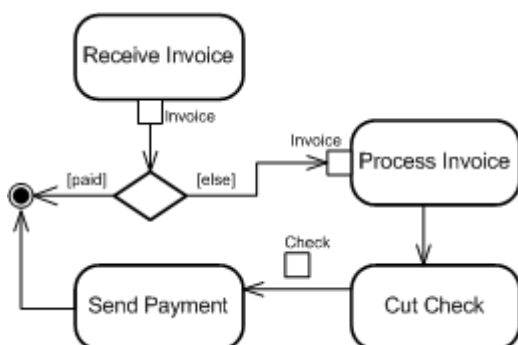 Receive Invoice
Invoice
Invoice
Process Invoice
[paid]
[else]
Check
Send Payment
Cut Check